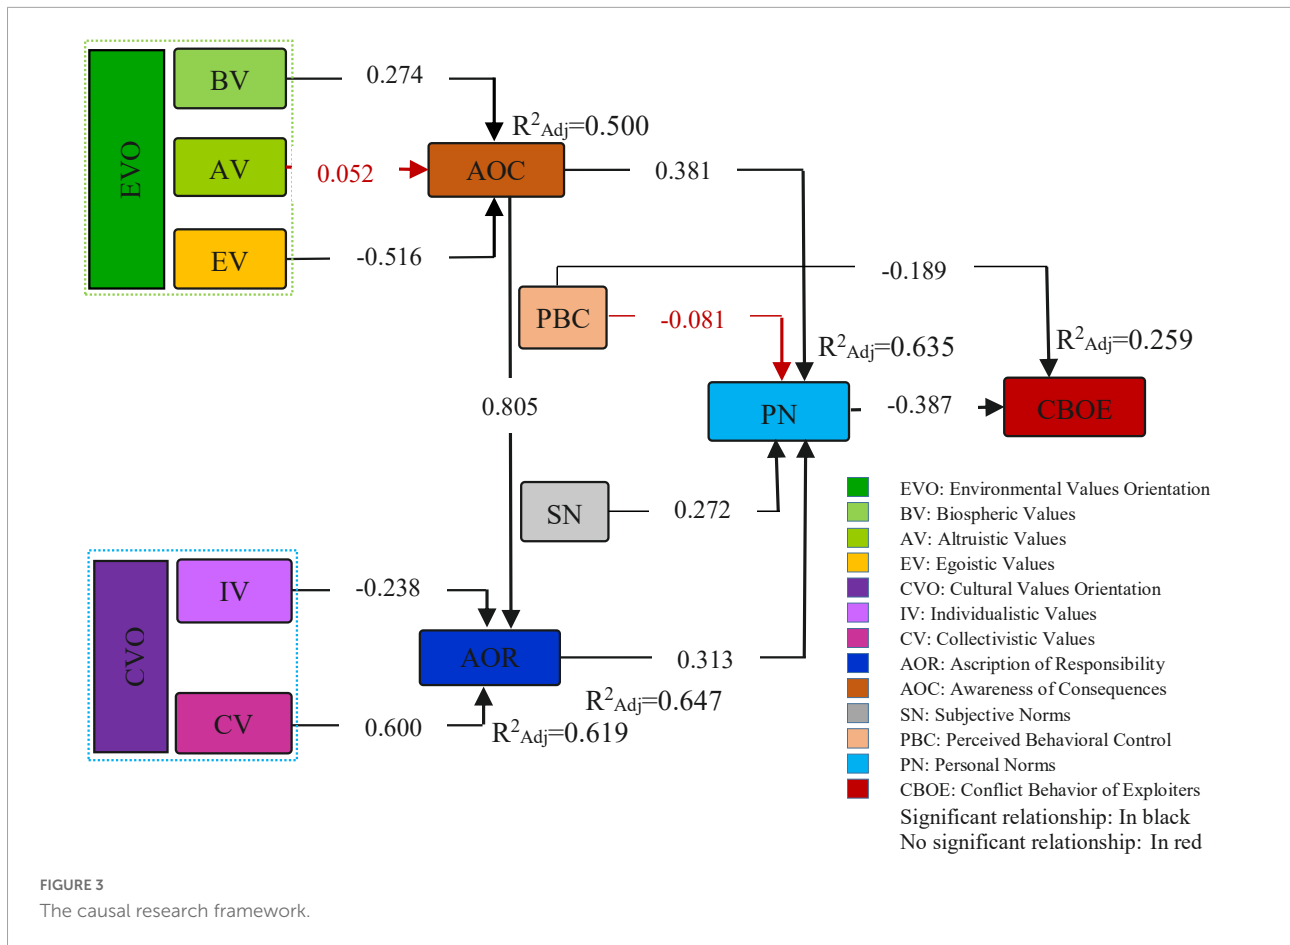 BV
0.274
R²Adj=0.500
EVO
AV
0.052
AOC
0.381
EV
-0.516
-0.189
PBC
-0.081
R²Adj=0.635
R²Adj=0.259
0.805
PN
-0.387
CBOE
SN
0.272
IV
-0.238
CVO
AOR
0.313
R²Adj=0.647
CV
0.600
R²Adj=0.619
EVO: Environmental Values Orientation
BV: Biospheric Values
AV: Altruistic Values
EV: Egoistic Values
CVO: Cultural Values Orientation
IV: Individualistic Values
CV: Collectivistic Values
AOR: Ascription of Responsibility
AOC: Awareness of Consequences
SN: Subjective Norms
PBC: Perceived Behavioral Control
PN: Personal Norms
CBOE: Conflict Behavior of Exploiters
Significant relationship: In black
No significant relationship: In red
FIGURE 3
The causal research framework.